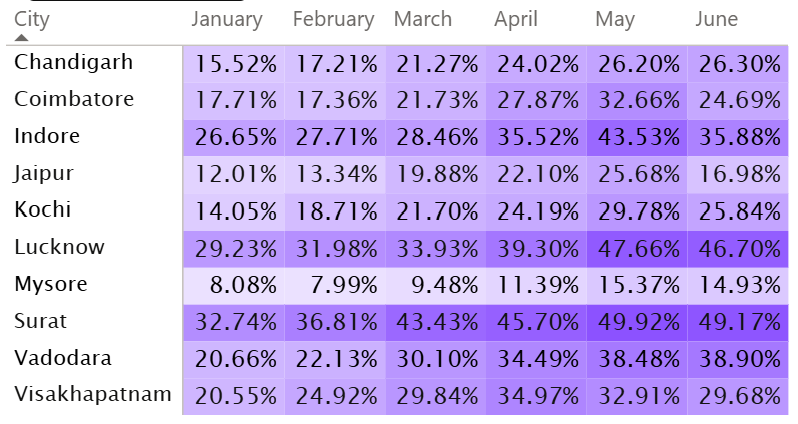 City January February March April May June
Chandigarh 15.52% 17.21% 21.27% 24.02% 26.20% 26.30%
Coimbatore 17.71% 17.36% 21.73% 27.87% 32.66% 24.69%
Indore 26.65% 27.71% 28.46% 35.52% 43.53% 35.88%
Jaipur 12.01% 13.34% 19.88% 22.10% 25.68% 16.98%
Kochi 14.05% 18.71% 21.70% 24.19% 29.78% 25.84%
Lucknow 29.23% 31.98% 33.93% 39.30% 47.66% 46.70%
Mysore 8.08% 7.99% 9.48% 11.39% 15.37% 14.93%
Surat 32.74% 36.81% 43.43% 45.70% 49.92% 49.17%
Vadodara 20.66% 22.13% 30.10% 34.49% 38.48% 38.90%
Visakhapatnam 20.55% 24.92% 29.84% 34.97% 32.91% 29.68%